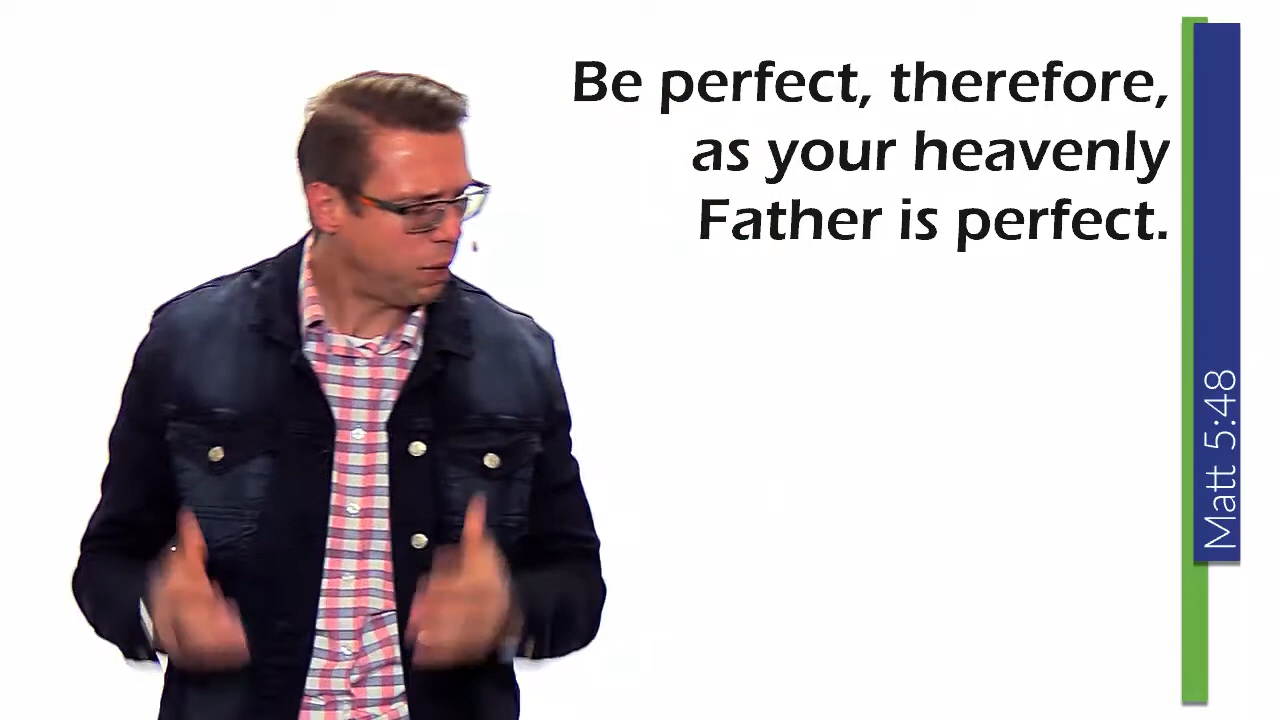 Be perfect, therefore,
as your heavenly
Father is perfect.
Matt 5:48